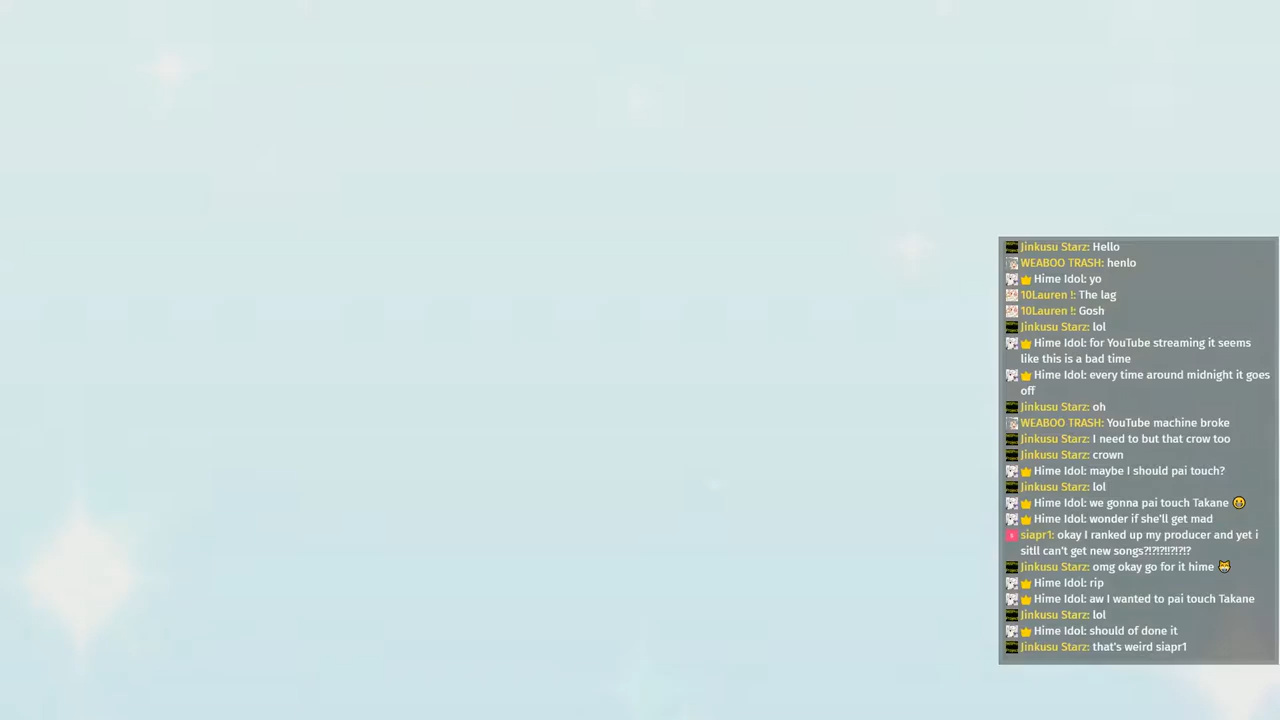 Jinkusu Starz: Hello
WEABOO TRASH: henlo
Hime Idol: yo
10Lauren !: The lag
10Lauren !: Gosh
Jinkusu Starz: lol
Hime Idol: for YouTube streaming it seems
like this is a bad time
Hime Idol: every time around midnight it goes
off
Jinkusu Starz: oh
WEABOO TRASH: YouTube machine broke
Jinkusu Starz: I need to but that crow too
Jinkusu Starz: crown
Hime Idol: maybe I should pai touch?
Jinkusu Starz: lol
Hime Idol: we gonna pai touch Takane
Hime Idol: wonder if she'll get mad
siapr1: okay I ranked up my producer and yet i
sitll can't get new songs?!?!?!!?!?!?
Jinkusu Starz: omg okay go for it hime
Hime Idol: rip
Hime Idol: aw I wanted to pai touch Takane
Jinkusu Starz: lol
Hime Idol: should of done it
Jinkusu Starz: that's weird siapr1